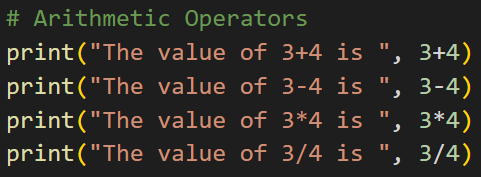 # Arithmetic Operators
print("The value of 3+4 is ", 3+4)
print("The value of 3-4 is ", 3-4)
print("The value of 3*4 is ", 3*4)
print("The value of 3/4 is ", 3/4)